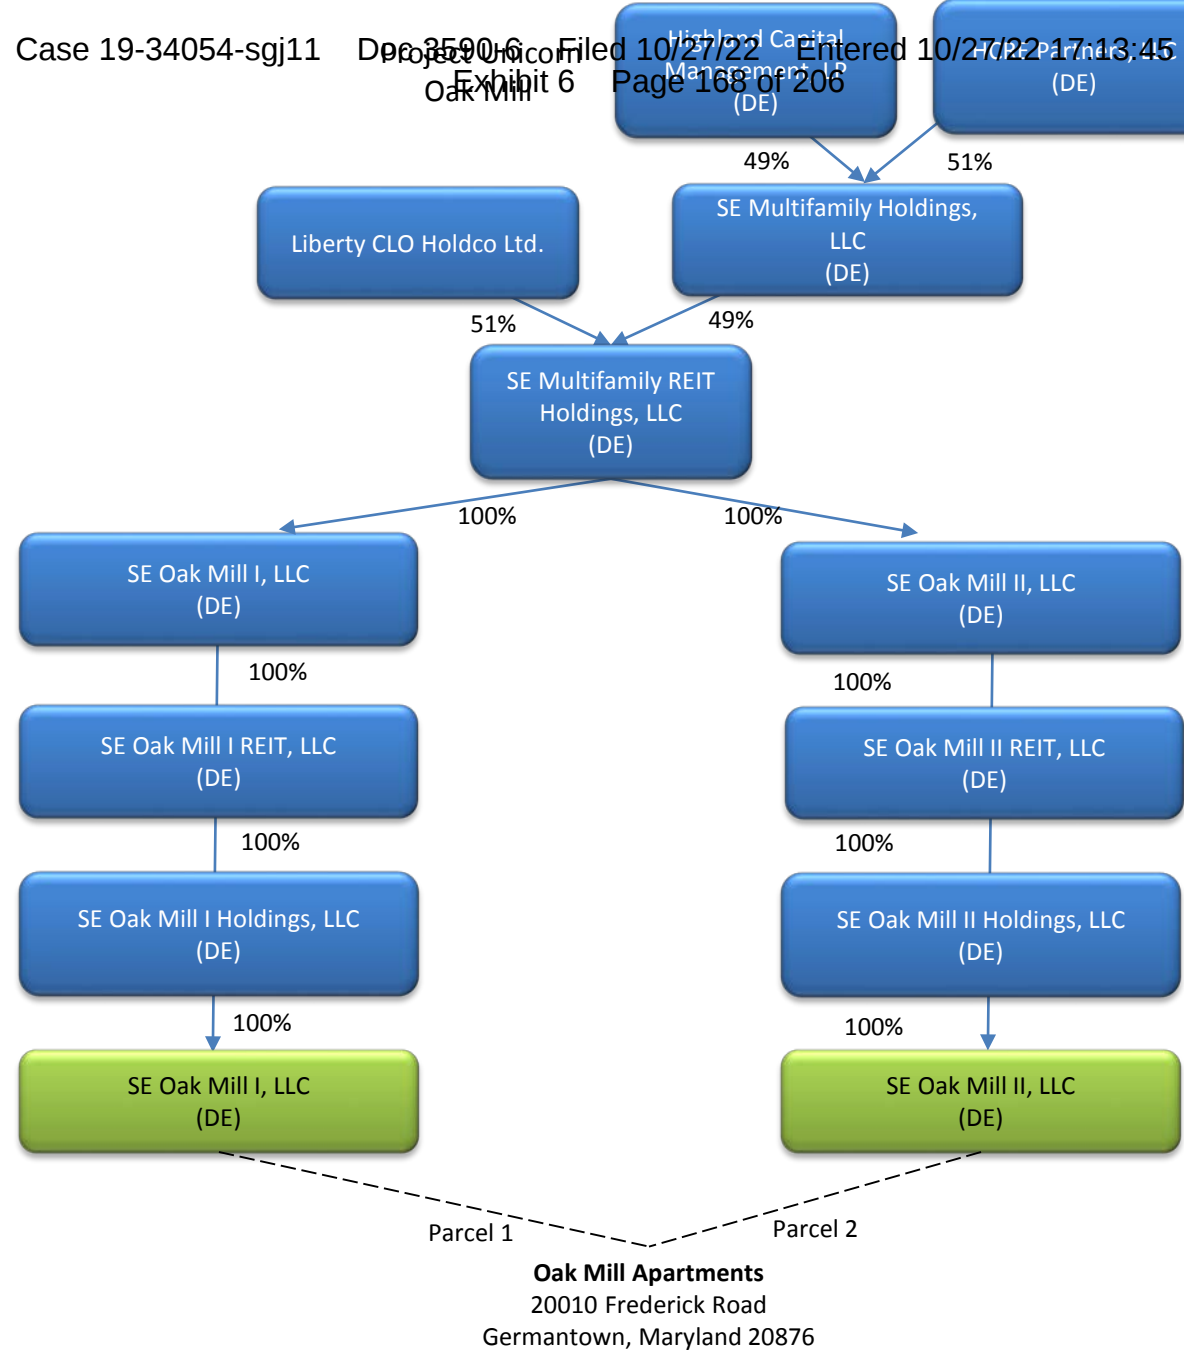 Case 19-34054-sgj11 Doc 3590-6 Filed 10/27/22 Entered 10/27/22 17:13:45
Exhibit 6 Page 168 of 206
Project Unicorn
Oak Mill
Highland Capital
Management, LP
(DE)
HCRE Partners, LLC
(DE)
49%
51%
Liberty CLO Holdco Ltd.
SE Multifamily Holdings,
LLC
(DE)
51%
49%
SE Multifamily REIT
Holdings, LLC
(DE)
100%
100%
SE Oak Mill I, LLC
(DE)
SE Oak Mill II, LLC
(DE)
100%
100%
SE Oak Mill I REIT, LLC
(DE)
SE Oak Mill II REIT, LLC
(DE)
100%
100%
SE Oak Mill I Holdings, LLC
(DE)
SE Oak Mill II Holdings, LLC
(DE)
100%
100%
SE Oak Mill I, LLC
(DE)
SE Oak Mill II, LLC
(DE)
Parcel 1
Parcel 2
Oak Mill Apartments
20010 Frederick Road
Germantown, Maryland 20876